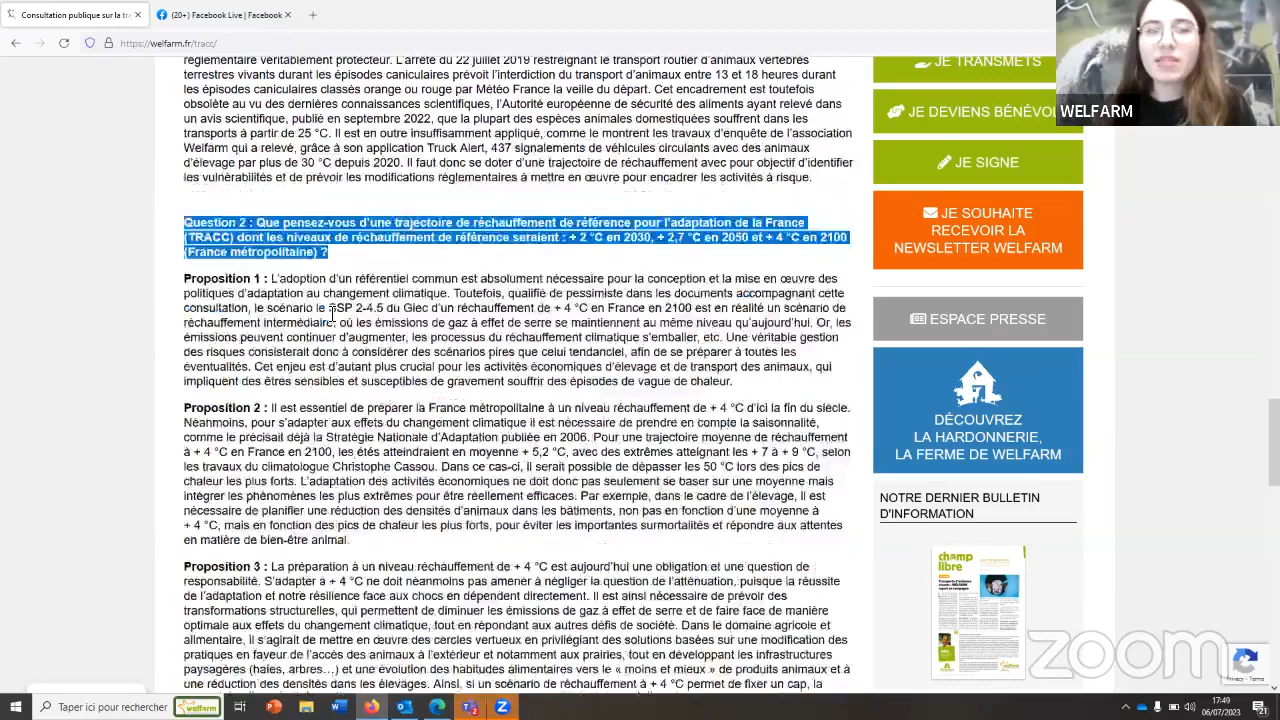 Consultation publique sur la tra
(20+) Facebook Live | Facebook
https://welfarm.fr/tracc/
réglementaire véritablement protecteur. L'arrêté du 22 juillet 2019 restreignant le transport routier d'animaux vertébrés
terrestres vivants lors des épisodes caniculaires prévoit l'interdiction du transport d'animaux entre 13 et 18 heures durant
les épisodes caniculaires classés orange ou rouge par Météo France la veille du départ. Cet encadrement est toutefois
obsolète au vu des dernières connaissances scientifiques, l'Autorité européenne de sécurité des aliments ayant relevé dans
un avis scientifique de septembre dernier, que la plupart des espèces animales domestiques souffrent dans les
transports à partir de 25 °C. Il est en outre insuffisamment appliqué, comme le montrent les travaux d'enquête de l'association
Welfarm qui a relevé, grâce à son application Truck Alert, 437 signalements de véhicules circulants avec des animaux
d'élevage par plus de 30 °C depuis 2020. Il faut donc se doter d'une trajectoire de réchauffement avec pour objectif d'identifier
les vulnérabilités et de prévoir les modifications réglementaires à mettre en œuvre pour encadrer les activités à risque.
Question 2 : Que pensez-vous d'une trajectoire de réchauffement de référence pour l'adaptation de la France
(TRACC) dont les niveaux de réchauffement de référence seraient : + 2 °C en 2030, + 2,7 °C en 2050 et + 4 °C en 2100
(France métropolitaine) ?
Proposition 1 : L'adoption d'un référentiel commun est absolument nécessaire pour la conception et la mise en œuvre des
politiques d'adaptation au changement climatique. Toutefois, qualifié de pessimiste dans les documents accompagnant cette
consultation, le scénario le SSP 2-4.5 du Giec d'un réchauffement de + 4 °C en France en 2100 est en réalité un scénario de
réchauffement intermédiaire où les émissions de gaz à effet de serre se maintiennent au même niveau qu'aujourd'hui. Or, les
émissions peuvent continuer d'augmenter, les processus du réchauffement climatique s'emballer, etc. Une véritable gestion
des risques consisterait donc à considérer des scénarios pires que celui tendanciel, afin de se préparer à toutes les
éventualités. Cet enjeu est d'autant plus crucial pour les activités économiques d'élevage et de transport des animaux, qui
impliquent des êtres sensibles et susceptibles de gravement souffrir des épisodes de vague de chaleur.
Proposition 2 : Il est essentiel de préparer la France métropolitaine à un niveau réchauffement de + 4 °C d'ici la fin du siècle.
Néanmoins, pour s'adapter aux effets du changement climatique il est nécessaire de prendre en compte la saisonnalité,
comme le précisait déjà la Stratégie Nationale d'Adaptation publiée en 2006. Pour une trajectoire moyenne de réchauffement
à + 4 °C en France en 2100, les étés atteindraient en moyenne + 5,2 °C, avec des extrêmes atteignant les + 7 à + 9 °C, selon
les travaux du climatologue Christophe Cassou. Dans ce cas-ci, il serait possible de dépasser les 50 °C lors des pics de
chaleur les plus forts. L'adaptation des activités économiques ne doit donc pas seulement se baser sur une moyenne mais
intégrer les phénomènes les plus extrêmes pour être réellement efficaces. Par exemple, dans le cadre de l'élevage, il est
nécessaire de planifier une réduction des densités d'animaux dans les bâtiments, non pas en fonction d'une moyenne à
+ 4 °C, mais en fonction des pics de chaleur les plus forts, pour éviter les importantes surmortalités et répondre aux attentes
en matière de bien-être animal.
Proposition 3 : L'adaptation à un niveau réchauffement de + 4 °C est aujourd'hui une obligation et une question de
responsabilité. S'adapter à + 4 °C ne doit néanmoins pas amener à négliger la question de l'atténuation, puisque la réussite
de l'adaptation et notre résilience face aux chocs en dépendent directement. Il est ainsi nécessaire de prévoir des
transformations structurelles, qui permettent de diminuer les émissions de gaz à effet de serre et de faire face de manière
optimale aux effets du changement climatique, tout en répondant aux autres défis de société. Dans le domaine agricole et
alimentaire, il s'agira de mettre en œuvre des cercles vertueux en privilégiant des solutions basées sur une modification des
pratiques en faveur de l'accès des animaux à l'extérieur et notamment aux prairies, tout en développant les infrastructures
paysagères (haies, arbres…) et une évolution des habitudes alimentaires vers le « moins et mieux » de produits animaux et à
une réduction des densités dans les élevages. Ainsi, si un scénario de réchauffement à + 4 °C permet de fixer un cap, la
JE TRANSMETS
JE DEVIENS BÉNÉVOL
JE SIGNE
JE SOUHAITE
RECEVOIR LA
NEWSLETTER WELFARM
ESPACE PRESSE
DÉCOUVREZ
LA HARDONNERIE,
LA FERME DE WELFARM
NOTRE DERNIER BULLETIN
D'INFORMATION
champ
libre
WELFARM
zoom
Privacy - Terms
Taper ici pour rechercher
welfarm
17:49
06/07/2023
21